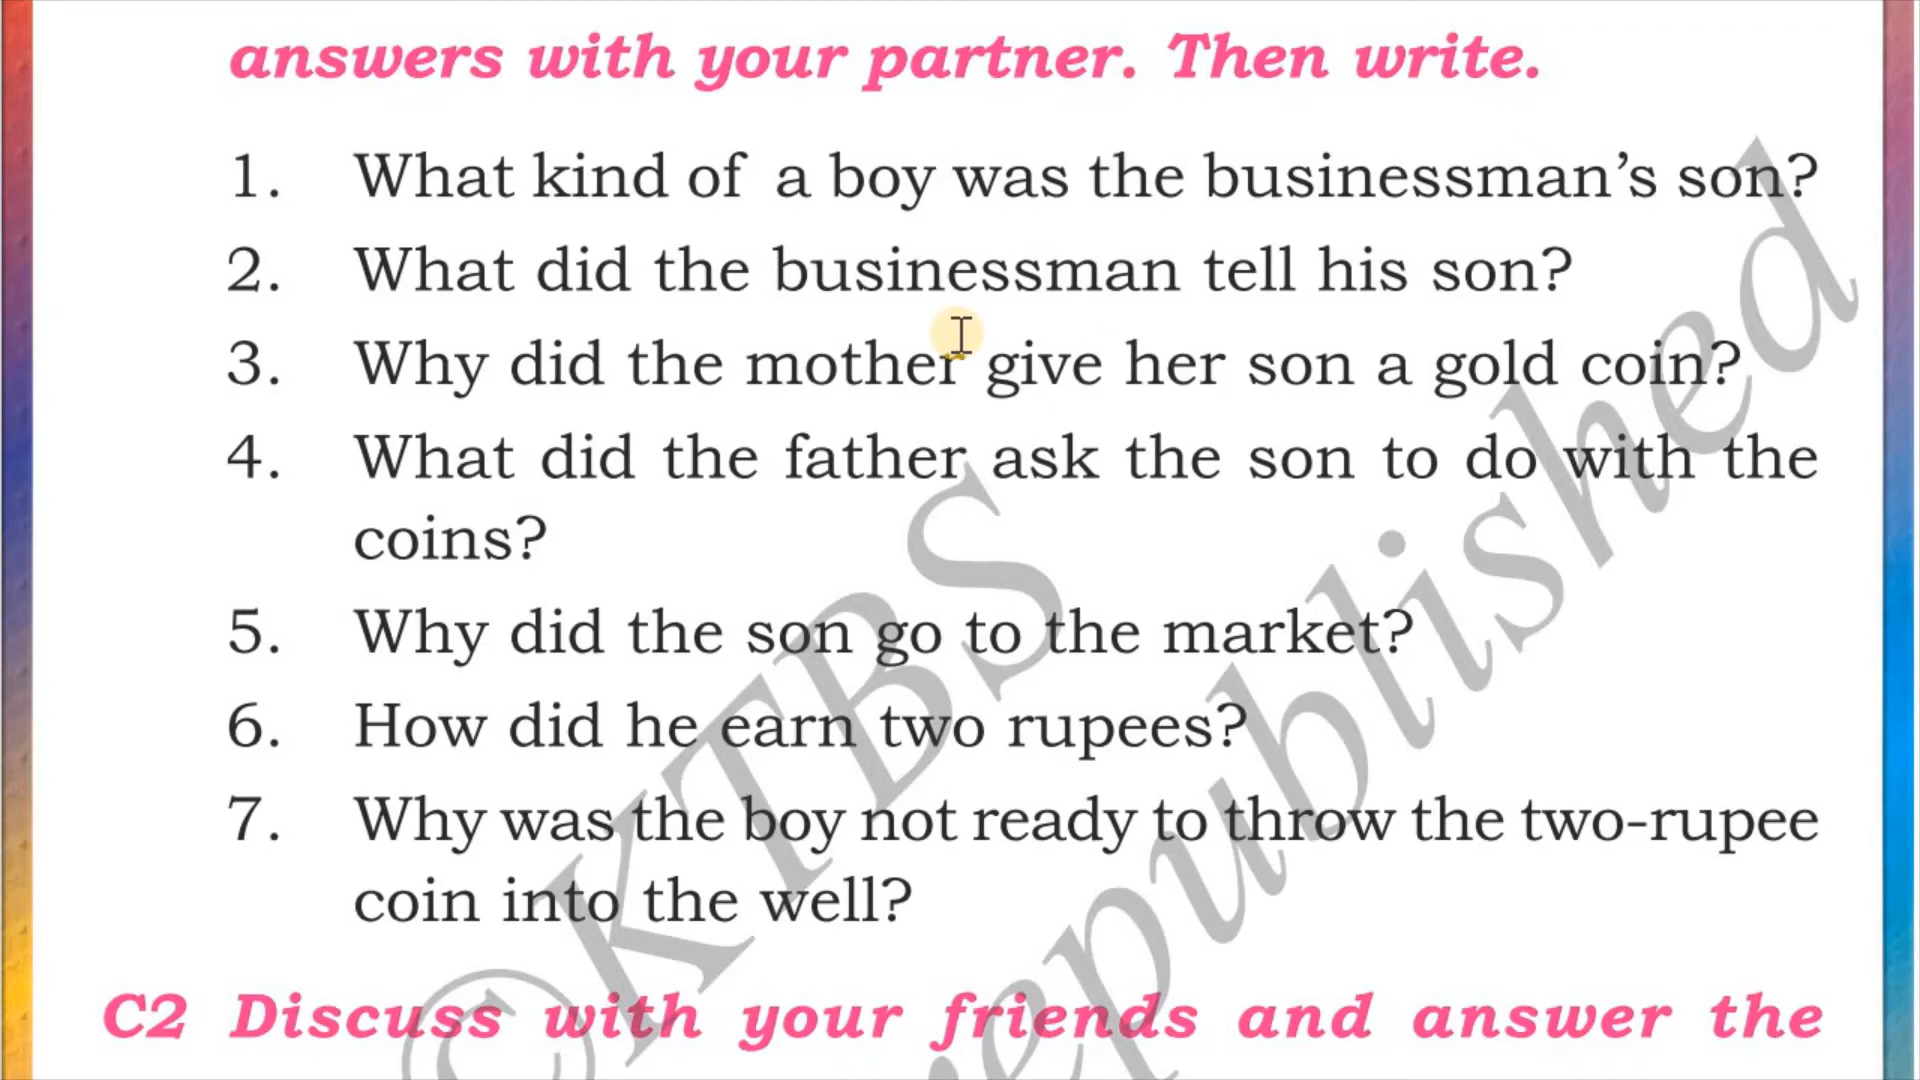 answers with your partner. Then write.
1. What kind of a boy was the businessman’s son?
2. What did the businessman tell his son?
3. Why did the mother give her son a gold coin?
4. What did the father ask the son to do with the
coins?
5. Why did the son go to the market?
6. How did he earn two rupees?
7. Why was the boy not ready to throw the two-rupee
coin into the well?
C2 Discuss with your friends and answer the
©KTBS
republished